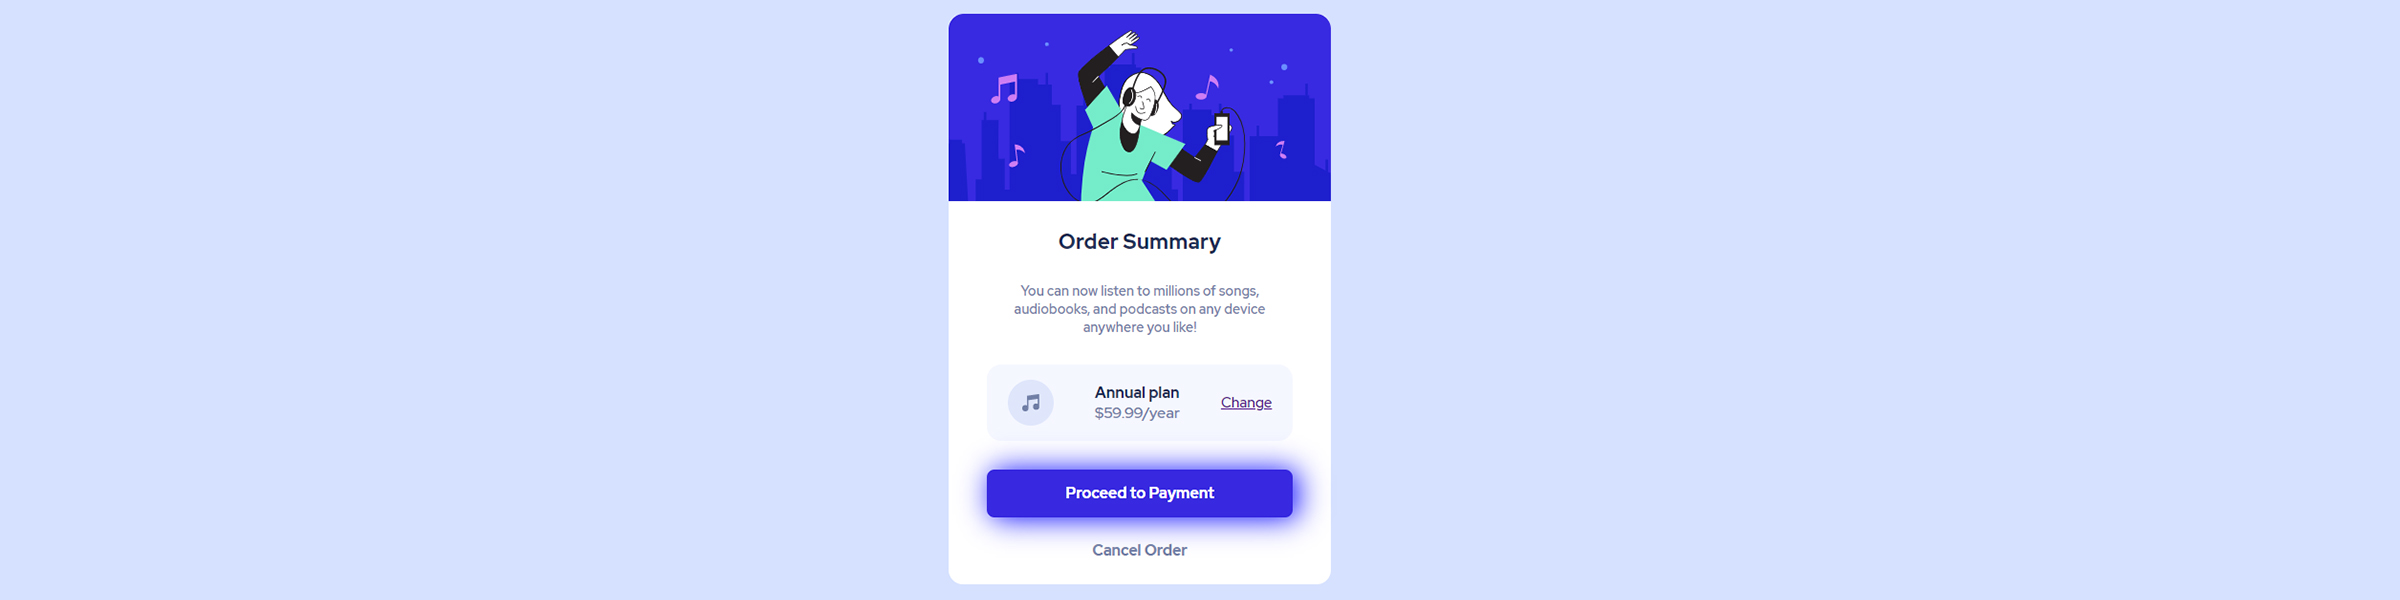 Order Summary
You can now listen to millions of songs,
audiobooks, and podcasts on any device
anywhere you like!
Annual plan
$59.99/year
Change
Proceed to Payment
Cancel Order